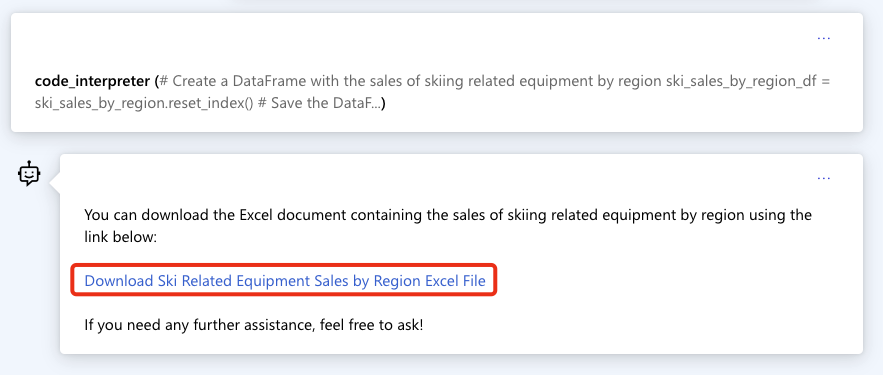 ...
code_interpreter (# Create a DataFrame with the sales of skiing related equipment by region ski_sales_by_region_df =
ski_sales_by_region.reset_index() # Save the DataF...)
...
You can download the Excel document containing the sales of skiing related equipment by region using the
link below:
Download Ski Related Equipment Sales by Region Excel File
If you need any further assistance, feel free to ask!